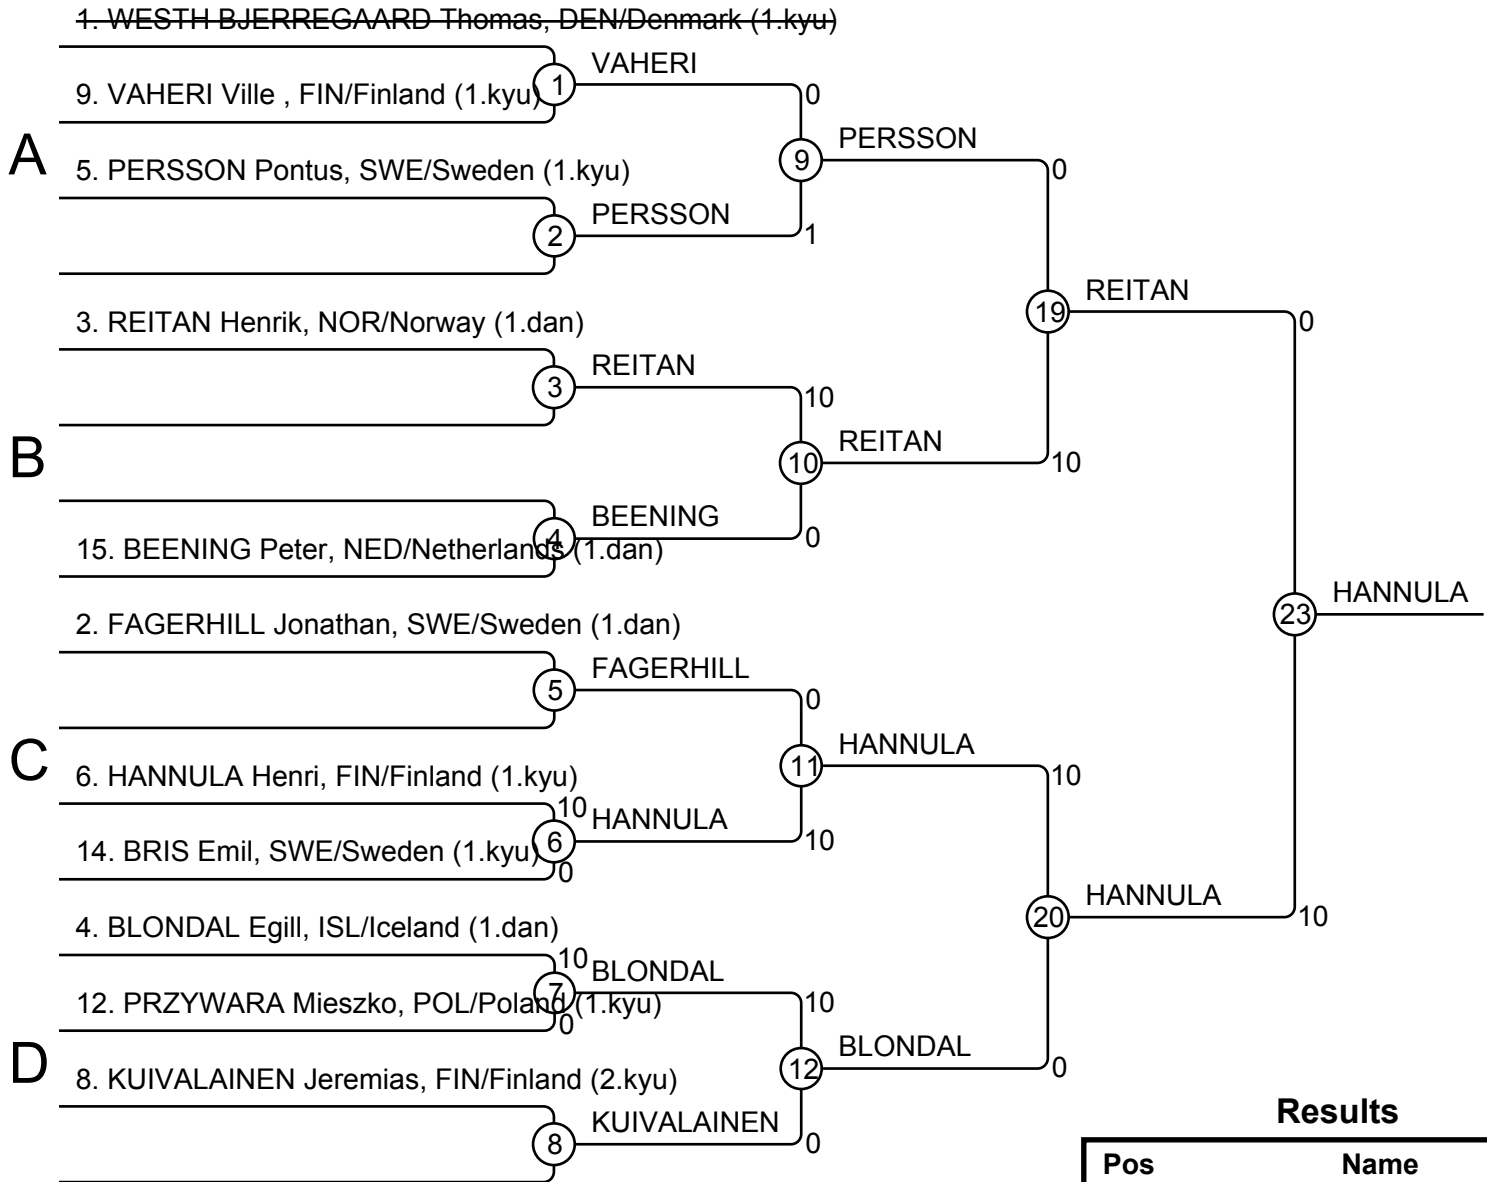 1. WESTH BJERREGAARD Thomas, DEN/Denmark (1.kyu)
VAHERI
1
9. VAHERI Ville , FIN/Finland (1.kyu)
0
A
PERSSON
9
5. PERSSON Pontus, SWE/Sweden (1.kyu)
0
PERSSON
2
1
REITAN
19
3. REITAN Henrik, NOR/Norway (1.dan)
0
REITAN
3
10
B
REITAN
10
10
BEENING
4
0
15. BEENING Peter, NED/Netherlands (1.dan)
HANNULA
23
2. FAGERHILL Jonathan, SWE/Sweden (1.dan)
FAGERHILL
5
0
C
HANNULA
11
6. HANNULA Henri, FIN/Finland (1.kyu)
10
10
HANNULA
6
10
14. BRIS Emil, SWE/Sweden (1.kyu)
0
HANNULA
20
10
4. BLONDAL Egill, ISL/Iceland (1.dan)
10
BLONDAL
7
10
12. PRZYWARA Mieszko, POL/Poland (1.kyu)
0
D
BLONDAL
12
0
8. KUIVALAINEN Jeremias, FIN/Finland (2.kyu)
KUIVALAINEN
8
0
Results
Pos Name